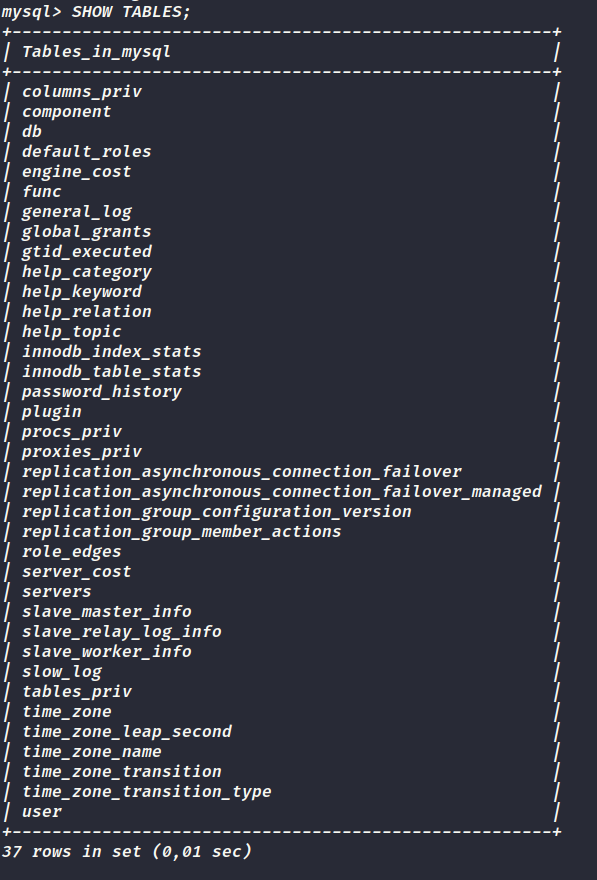 mysql> SHOW TABLES;
+------------------------------------------------------+
| Tables_in_mysql                                      |
+------------------------------------------------------+
| columns_priv                                         |
| component                                            |
| db                                                   |
| default_roles                                        |
| engine_cost                                          |
| func                                                 |
| general_log                                          |
| global_grants                                        |
| gtid_executed                                        |
| help_category                                        |
| help_keyword                                         |
| help_relation                                        |
| help_topic                                           |
| innodb_index_stats                                   |
| innodb_table_stats                                   |
| password_history                                     |
| plugin                                               |
| procs_priv                                           |
| proxies_priv                                         |
| replication_asynchronous_connection_failover         |
| replication_asynchronous_connection_failover_managed |
| replication_group_configuration_version              |
| replication_group_member_actions                     |
| role_edges                                           |
| server_cost                                          |
| servers                                              |
| slave_master_info                                    |
| slave_relay_log_info                                 |
| slave_worker_info                                    |
| slow_log                                             |
| tables_priv                                          |
| time_zone                                            |
| time_zone_leap_second                                |
| time_zone_name                                       |
| time_zone_transition                                 |
| time_zone_transition_type                            |
| user                                                 |
+------------------------------------------------------+
37 rows in set (0,01 sec)